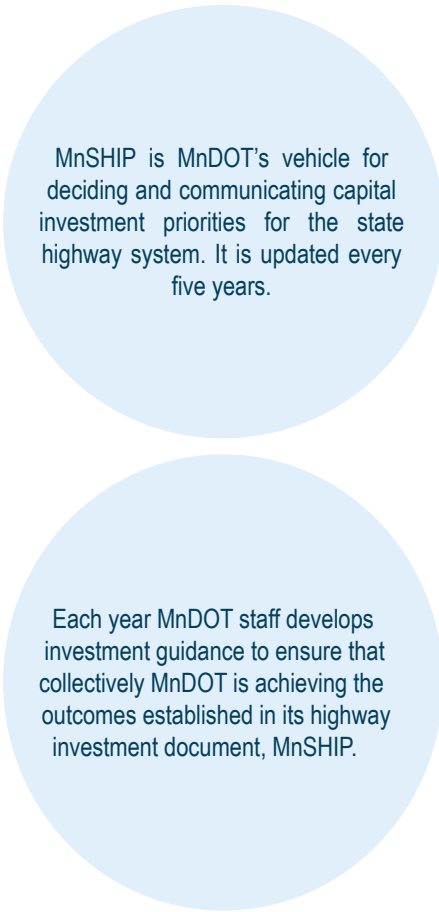 MnSHIP is MnDOT’s vehicle for
deciding and communicating capital
investment priorities for the state
highway system. It is updated every
five years.
Each year MnDOT staff develops
investment guidance to ensure that
collectively MnDOT is achieving the
outcomes established in its highway
investment document, MnSHIP.